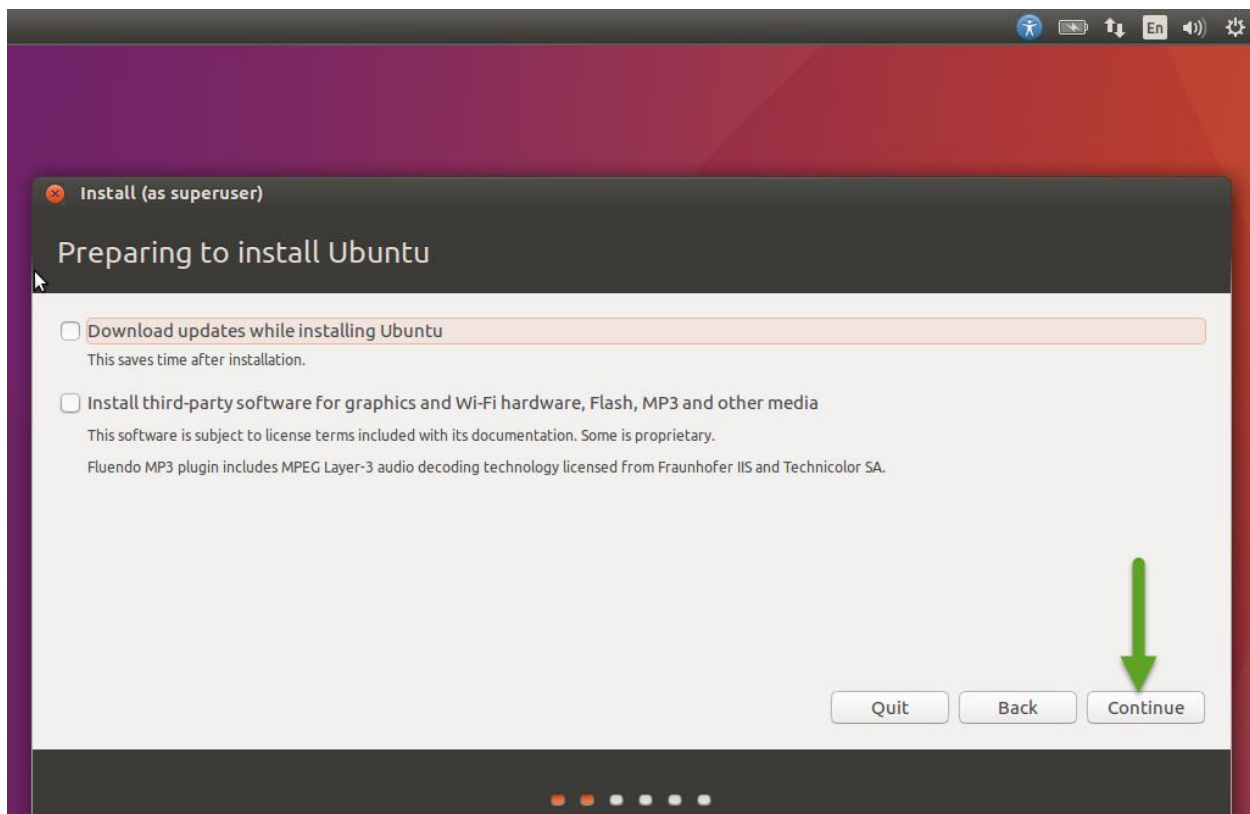 En
Install (as superuser)
Preparing to install Ubuntu
Download updates while installing Ubuntu
This saves time after installation.
Install third-party software for graphics and Wi-Fi hardware, Flash, MP3 and other media
This software is subject to license terms included with its documentation. Some is proprietary.
Fluendo MP3 plugin includes MPEG Layer-3 audio decoding technology licensed from Fraunhofer IIS and Technicolor SA.
Quit Back Continue